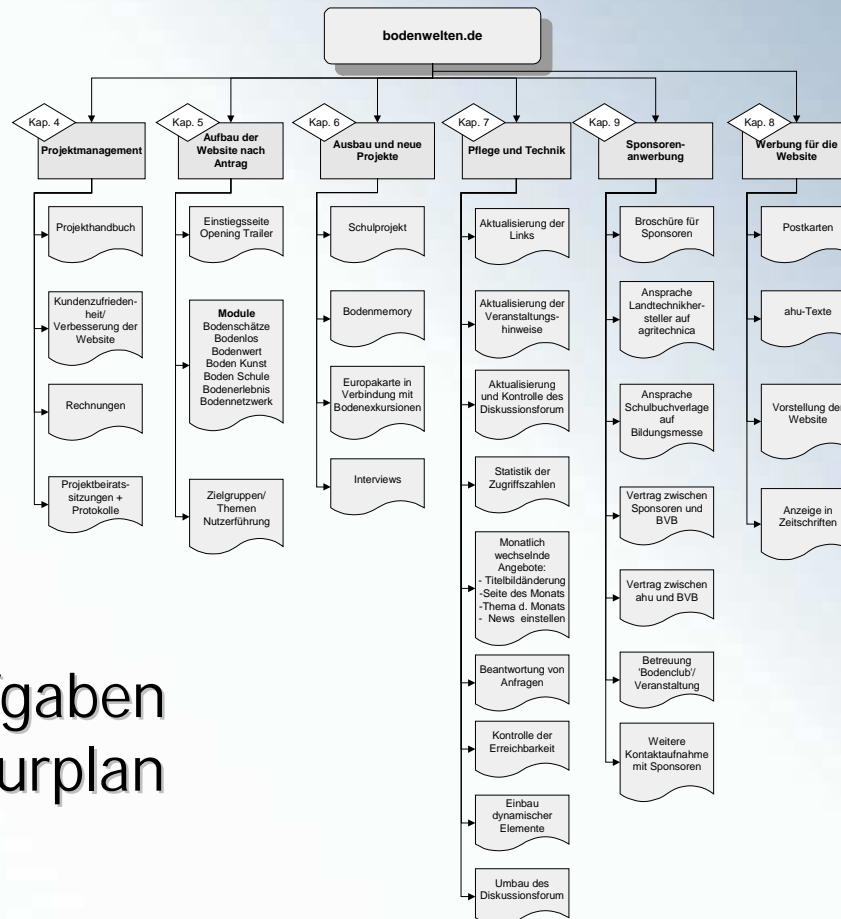 bodenwelten.de
Kap. 4
Projektmanagement
Projekthandbuch
Kundenzufrieden-
heit/
Verbesserung der
Website
Rechnungen
Projektbeirats-
sitzungen +
Protokolle
Kap. 5
Aufbau der
Website nach
Antrag
Einstiegsseite
Opening Trailer
Module
Bodenschätze
Bodenlos
Bodenwert
Boden Kunst
Boden Schule
Bodenerlebnis
Bodennetzwerk
Zielgruppen/
Themen
Nutzerführung
Kap. 6
Ausbau und neue
Projekte
Schulprojekt
Bodenmemory
Europakarte in
Verbindung mit
Bodenexkursionen
Interviews
Kap. 7
Pflege und Technik
Aktualisierung der
Links
Aktualisierung der
Veranstaltungs-
hinweise
Aktualisierung
und Kontrolle des
Diskussionsforum
Statistik der
Zugriffszahlen
Monatlich
wechselnde
Angebote:
- Titelbildänderung
-Seite des Monats
-Thema d. Monats
- News einstellen
Beantwortung von
Anfragen
Kontrolle der
Erreichbarkeit
Einbau
dynamischer
Elemente
Umbau des
Diskussionsforum
Kap. 9
Sponsoren-
anwerbung
Broschüre für
Sponsoren
Ansprache
Landtechnikher-
steller auf
agritechnica
Ansprache
Schulbuchverlage
auf
Bildungsmesse
Vertrag zwischen
Sponsoren und
BVB
Vertrag zwischen
ahu und BVB
Betreuung
'Bodenclub'/
Veranstaltung
Weitere
Kontaktaufnahme
mit Sponsoren
Kap. 8
Werbung für die
Website
Postkarten
ahu-Texte
Vorstellung der
Website
Anzeige in
Zeitschriften
gaben
urplan